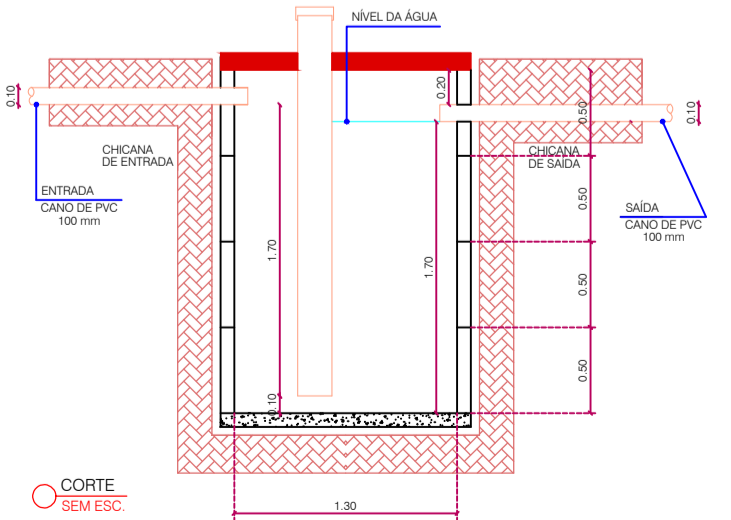 NÍVEL DA ÁGUA
0.10
0.20
0.50
0.10
CHICANA
DE ENTRADA
CHICANA
DE SAÍDA
ENTRADA
CANO DE PVC
100 mm
0.50
SAÍDA
CANO DE PVC
100 mm
1.70
1.70
0.50
0.50
0.10
CORTE
SEM ESC.
1.30